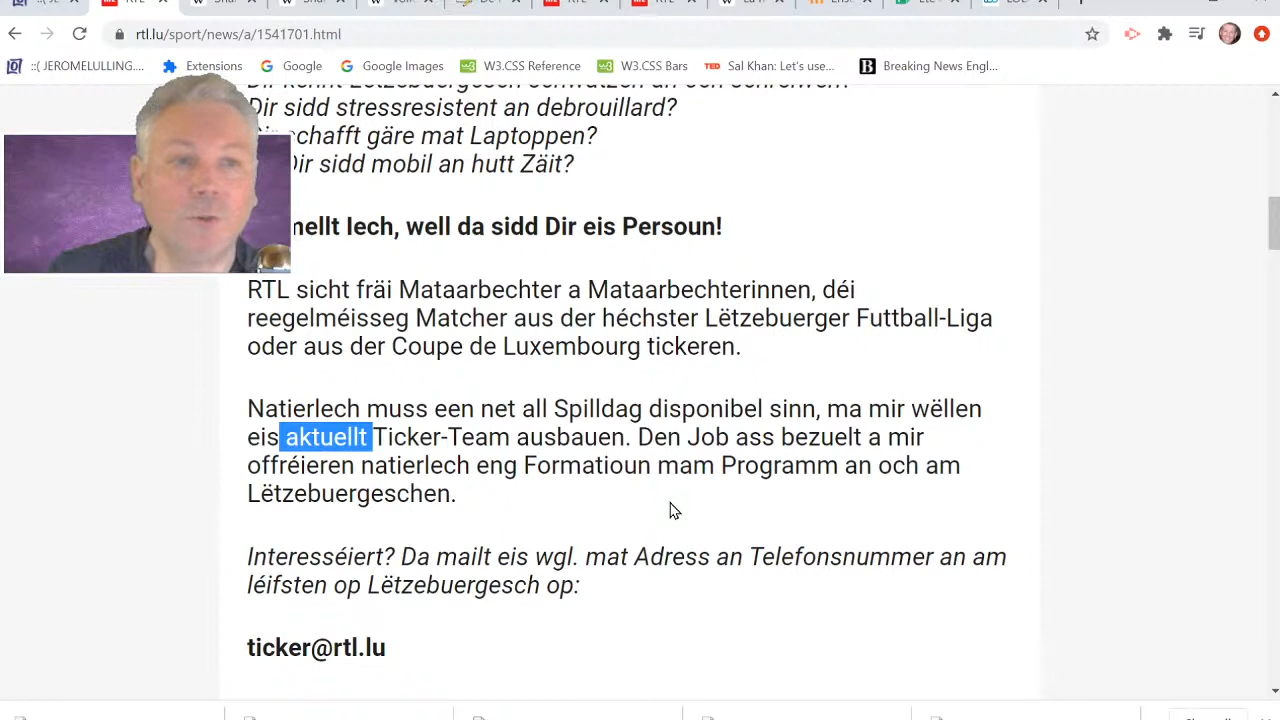 rtl.lu/sport/news/a/1541701.html
::( JEROMELULLING.... Extensions Google Google Images W3.CSS Reference W3.CSS Bars TED Sal Khan: Let's use... B Breaking News Engl...
Dir sidd stressresistent an debrouillard?
schafft gäre mat Laptoppen?
Dir sidd mobil an hutt Zäit?
mellt Iech, well da sidd Dir eis Persoun!
RTL sicht fräi Mataarbechter a Mataarbechterinnen, déi
reegelméisseg Matcher aus der héchster Lëtzebuerger Futtball-Liga
oder aus der Coupe de Luxembourg tickeren.
Natierlech muss een net all Spilldag disponibel sinn, ma mir wëllen
eis aktuellt Ticker-Team ausbauen. Den Job ass bezuelt a mir
offréieren natierlech eng Formatioun mam Programm an och am
Lëtzebuergeschen.
Interesséiert? Da mailt eis wgl. mat Adress an Telefonsnummer an am
léifsten op Lëtzebuergesch op:
ticker@rtl.lu